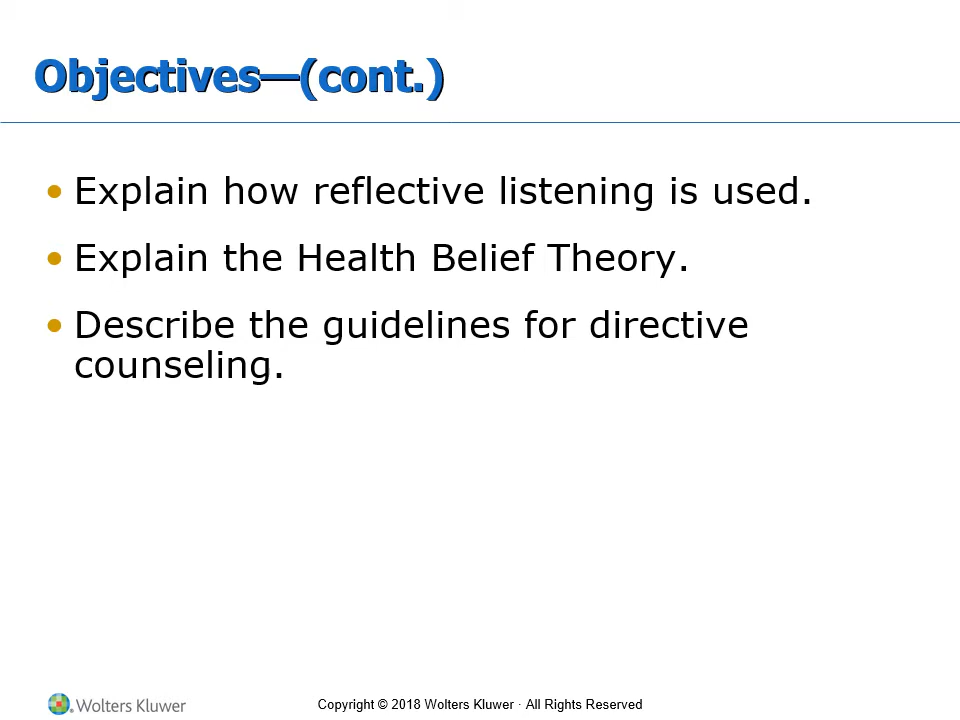 Objectives—(cont.)
• Explain how reflective listening is used.
• Explain the Health Belief Theory.
• Describe the guidelines for directive
counseling.
Wolters Kluwer
Copyright © 2018 Wolters Kluwer · All Rights Reserved